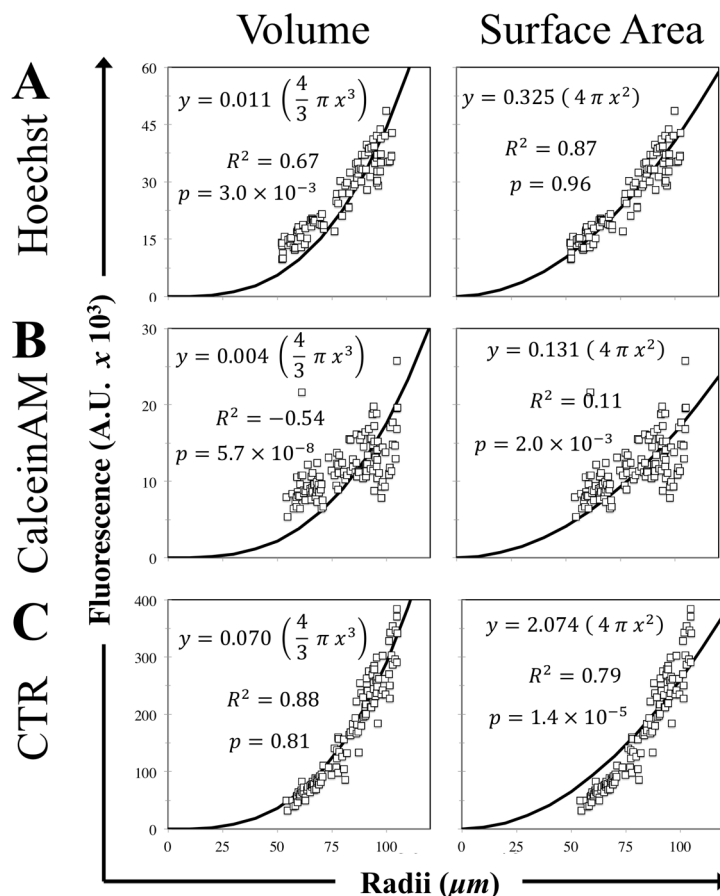 Volume
Surface Area
A
Hoechst
60
45
30
15
0
y = 0.011 (4/3 π x³)
R² = 0.67
p = 3.0 × 10⁻³
y = 0.325 ( 4 π x²)
R² = 0.87
p = 0.96
B
CalceinAM
30
20
10
0
y = 0.004 (4/3 π x³)
R² = −0.54
p = 5.7 × 10⁻⁸
y = 0.131 ( 4 π x²)
R² = 0.11
p = 2.0 × 10⁻³
C
CTR
400
300
200
100
0
y = 0.070 (4/3 π x³)
R² = 0.88
p = 0.81
y = 2.074 ( 4 π x²)
R² = 0.79
p = 1.4 × 10⁻⁵
0 25 50 75 100
0 25 50 75 100
Fluorescence (A.U. x 10³)
Radii (μm)